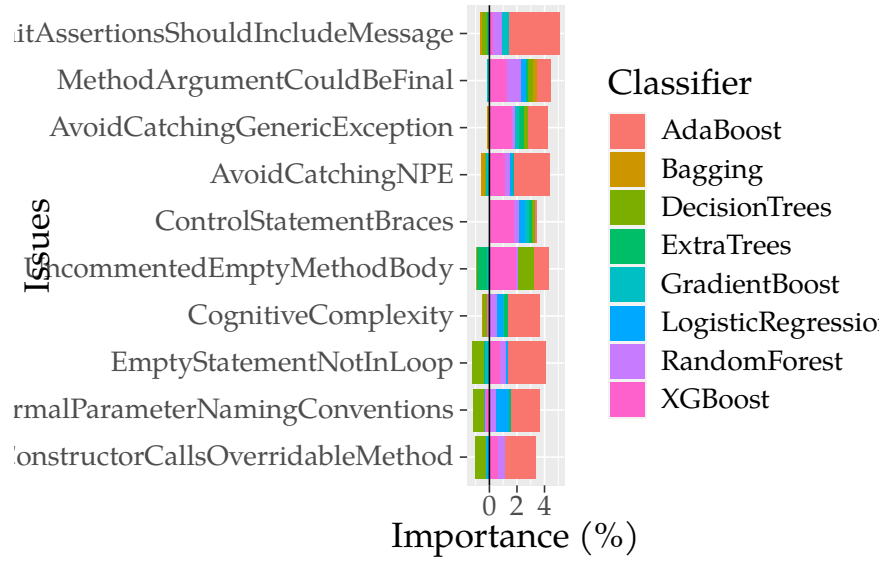 itAssertionsShouldIncludeMessage
MethodArgumentCouldBeFinal
AvoidCatchingGenericException
AvoidCatchingNPE
ControlStatementBraces
UncommentedEmptyMethodBody
CognitiveComplexity
EmptyStatementNotInLoop
rmalParameterNamingConventions
ConstructorCallsOverridableMethod
Issues
0 2 4
Importance (%)
Classifier
AdaBoost
Bagging
DecisionTrees
ExtraTrees
GradientBoost
LogisticRegression
RandomForest
XGBoost